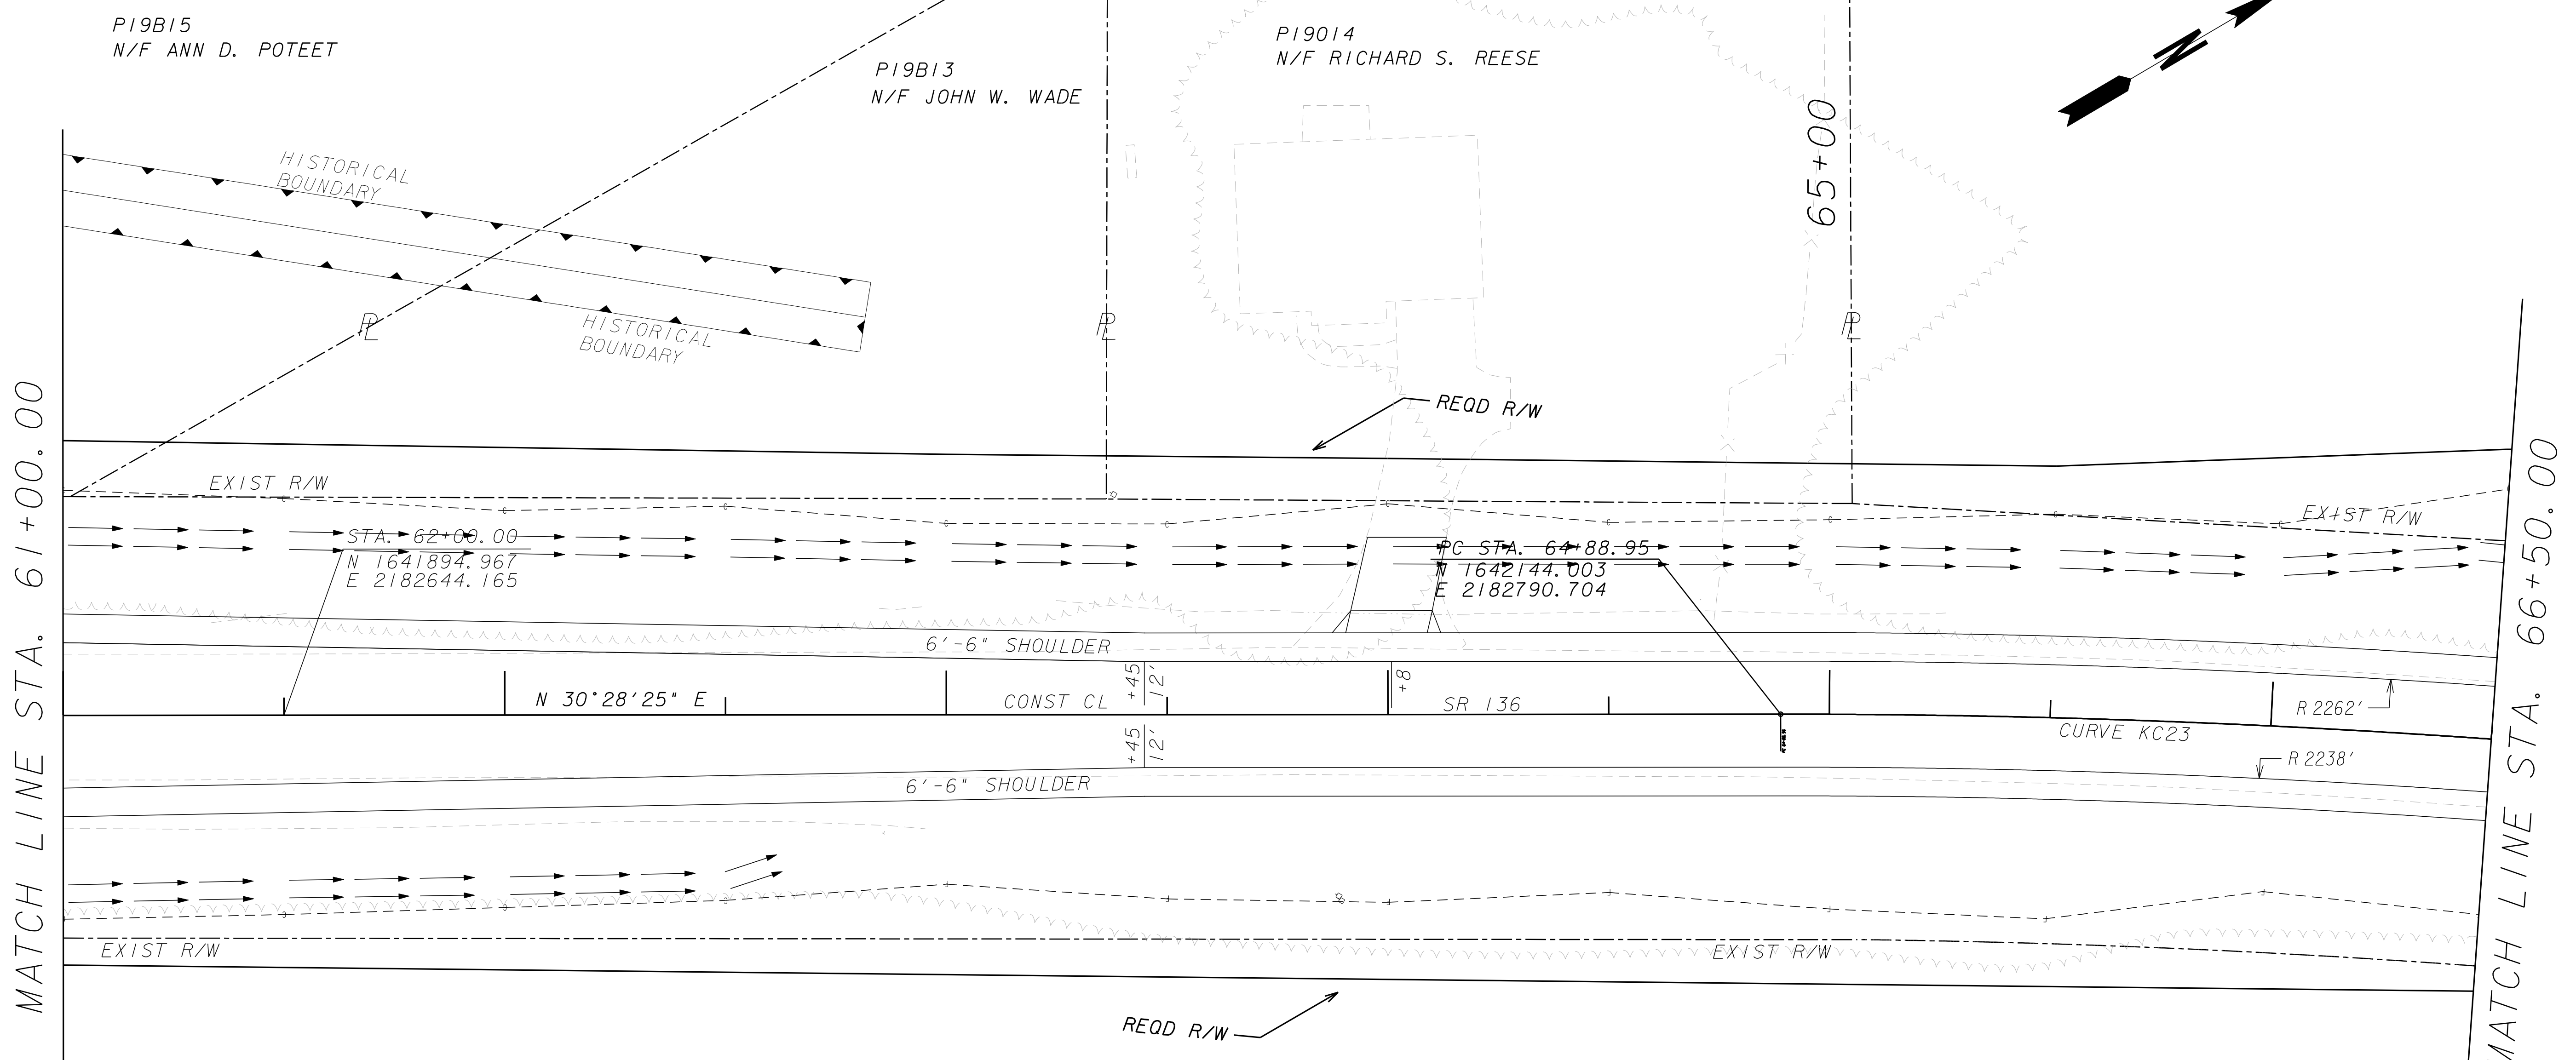 P19B15
N/F ANN D. POTEET
P19B13
N/F JOHN W. WADE
P19014
N/F RICHARD S. REESE
N
65+00
HISTORICAL
BOUNDARY
HISTORICAL
BOUNDARY
PL
PL
PL
REQD R/W
MATCH LINE STA. 61+00.00
MATCH LINE STA. 66+50.00
EXIST R/W
EXIST R/W
STA. 62+00.00
N 1641894.967
E 2182644.165
PC STA. 64+88.95
N 1642144.003
E 2182790.704
6'-6" SHOULDER
+45
12'
+8
N 30°28'25" E
CONST CL
SR 136
R 2262'
CURVE KC23
+45
12'
R 2238'
6'-6" SHOULDER
EXIST R/W
EXIST R/W
REQD R/W